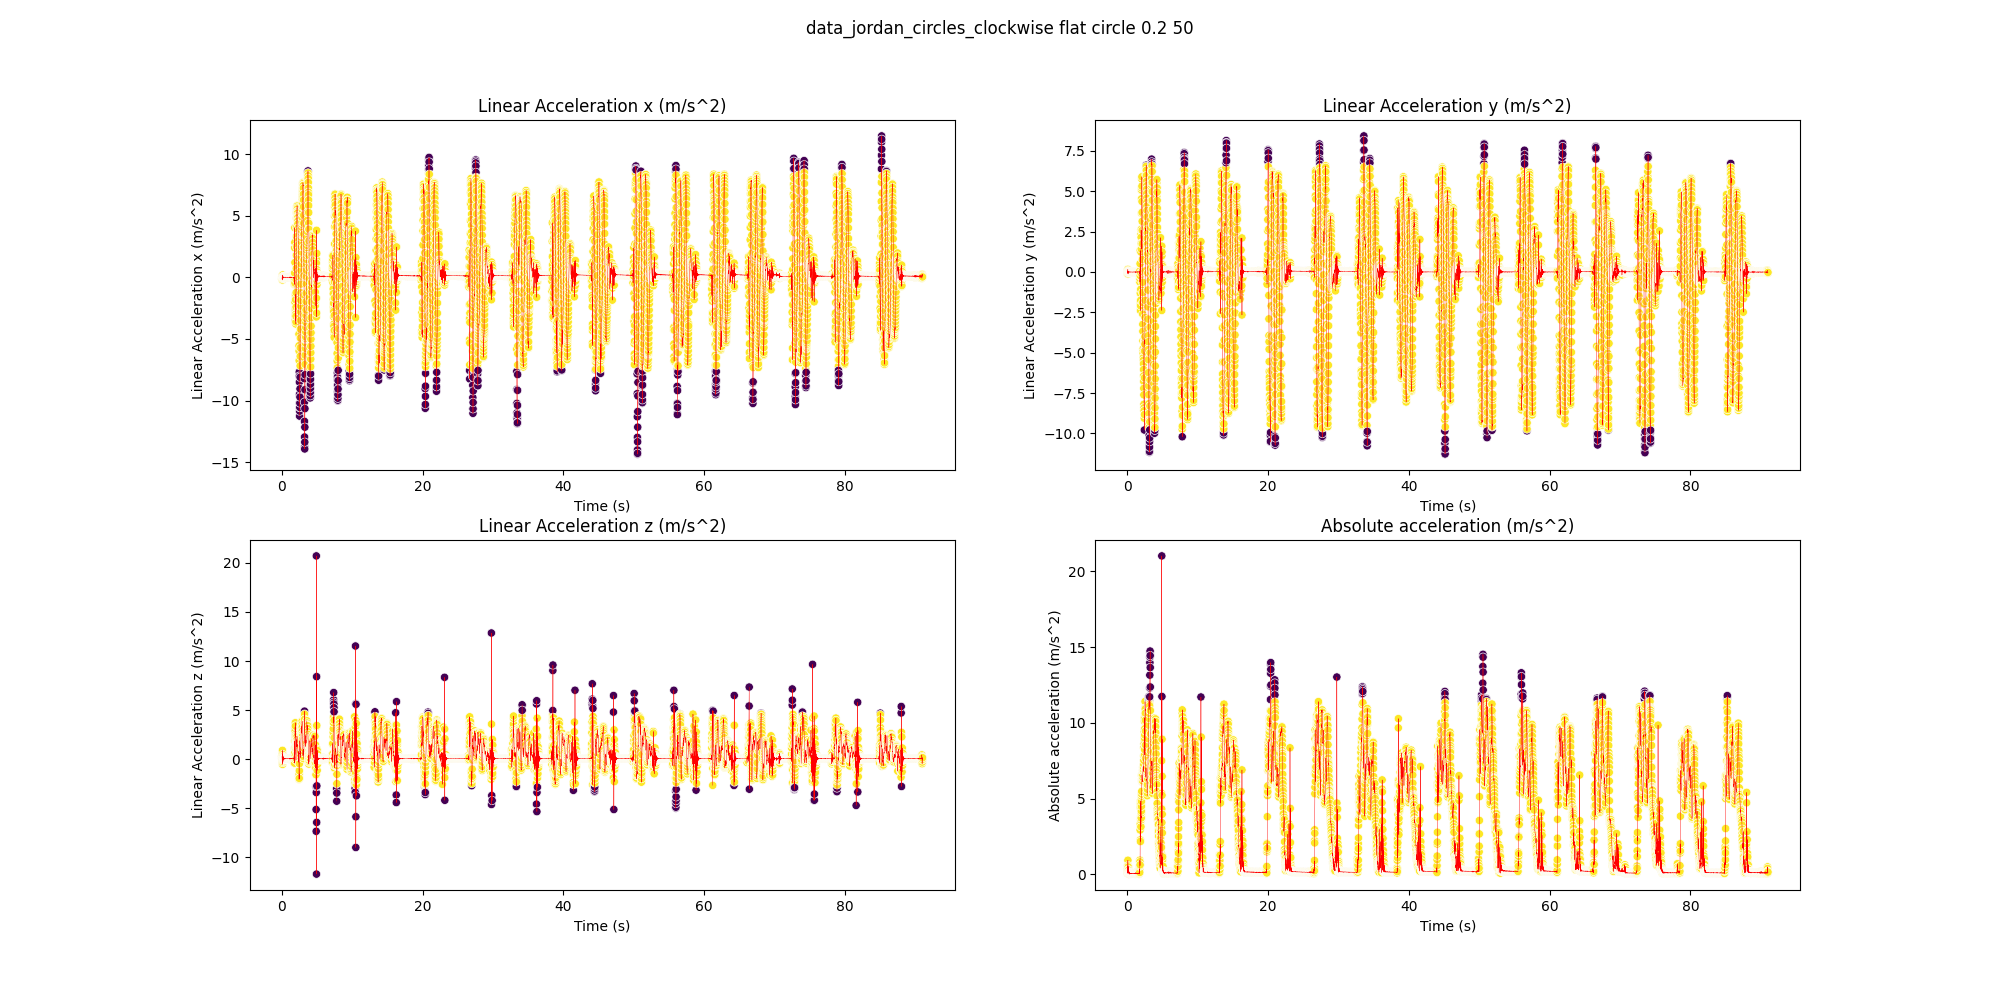 data_jordan_circles_clockwise flat circle 0.2 50
Linear Acceleration x (m/s^2)
Linear Acceleration x (m/s^2)
10
5
0
−5
−10
−15
0 20 40 60 80
Time (s)
Linear Acceleration y (m/s^2)
Linear Acceleration y (m/s^2)
7.5
5.0
2.5
0.0
−2.5
−5.0
−7.5
−10.0
0 20 40 60 80
Time (s)
Linear Acceleration z (m/s^2)
Linear Acceleration z (m/s^2)
20
15
10
5
0
−5
−10
0 20 40 60 80
Time (s)
Absolute acceleration (m/s^2)
Absolute acceleration (m/s^2)
20
15
10
5
0
0 20 40 60 80
Time (s)